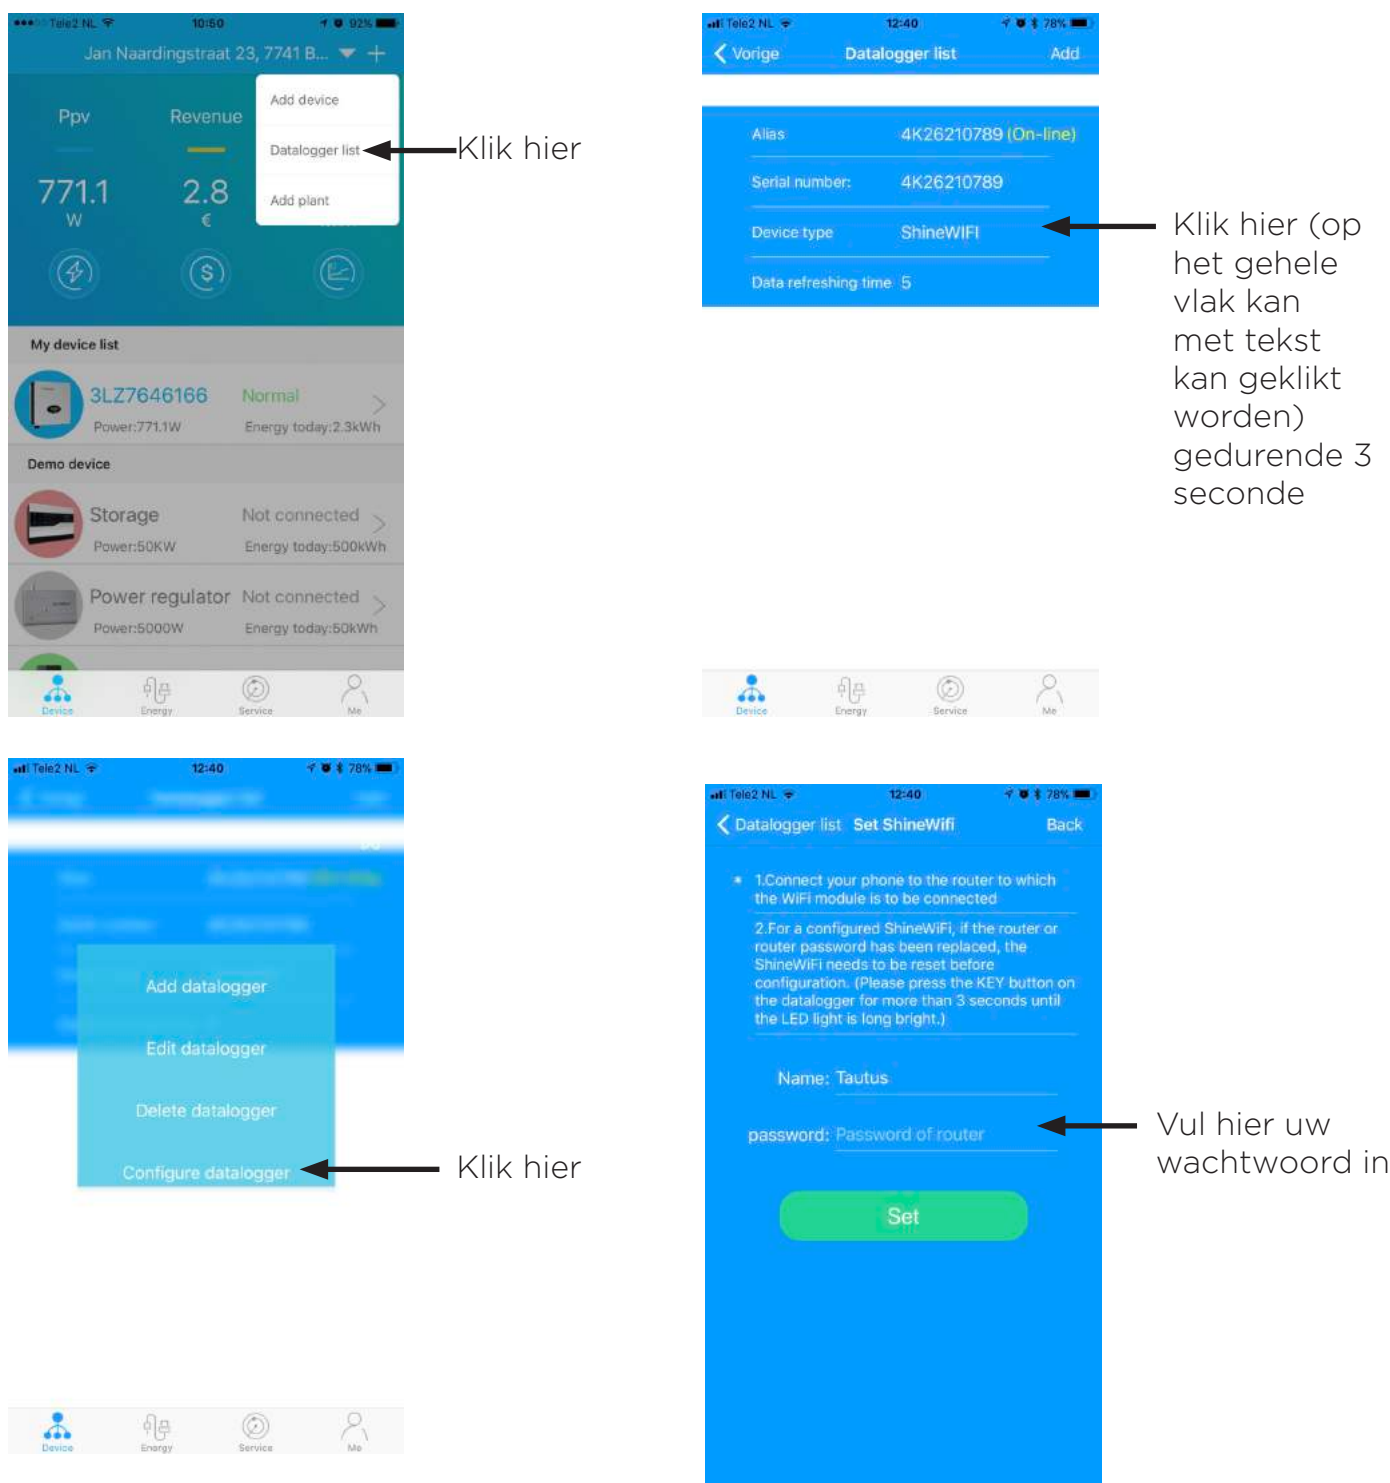 Tele2 NL 10:50 92%
Jan Naardingstraat 23, 7741 B...
Add device
Datalogger list
Add plant
Ppv Revenue
771.1 2.8
W €
My device list
3LZ7646166 Normal
Power:771.1W Energy today:2.3kWh
Demo device
Storage Not connected
Power:50KW Energy today:500kWh
Power regulator Not connected
Power:5000W Energy today:50kWh
Device Energy Service Me
Klik hier
Tele2 NL 12:40 78%
Vorige Datalogger list Add
Alias 4K26210789 (On-line)
Serial number: 4K26210789
Device type ShineWIFI
Data refreshing time 5
Device Energy Service Me
Klik hier (op
het gehele
vlak kan
met tekst
kan geklikt
worden)
gedurende 3
seconde
Tele2 NL 12:40 78%
Add datalogger
Edit datalogger
Delete datalogger
Configure datalogger
Device Energy Service Me
Klik hier
Tele2 NL 12:40 78%
Datalogger list Set ShineWifi Back
* 1.Connect your phone to the router to which
the WiFi module is to be connected
2.For a configured ShineWiFi, if the router or
router password has been replaced, the
ShineWiFi needs to be reset before
configuration. (Please press the KEY button on
the datalogger for more than 3 seconds until
the LED light is long bright.)
Name: Tautus
password: Password of router
Set
Vul hier uw
wachtwoord in